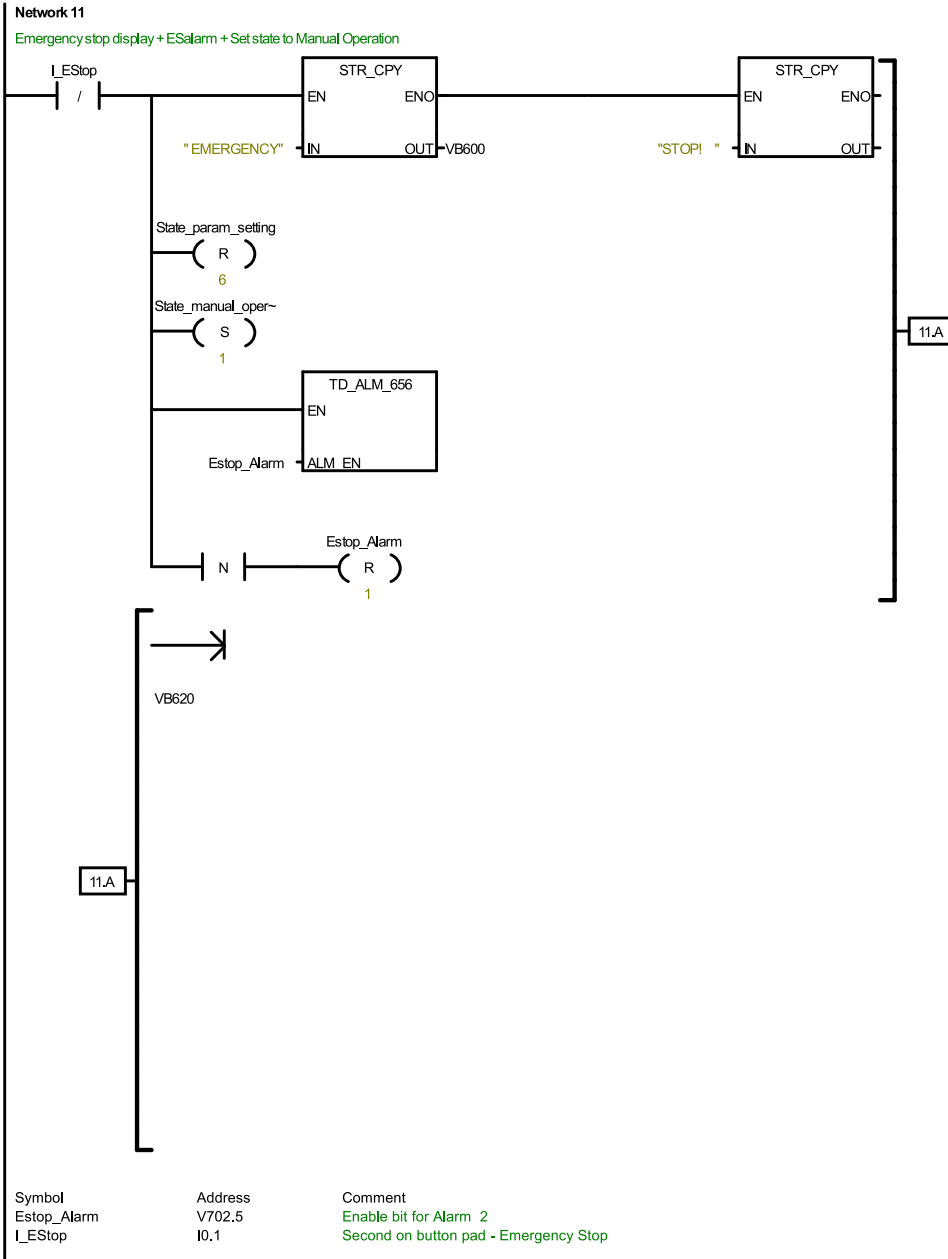 Network 11
Emergency stop display + ESalarm + Set state to Manual Operation
I_EStop
/
STR_CPY
EN ENO
"EMERGENCY" IN OUT VB600
STR_CPY
EN ENO
"STOP!   " IN OUT
State_param_setting
R
6
State_manual_oper~
S
1
11.A
TD_ALM_656
EN
Estop_Alarm ALM_EN
N
Estop_Alarm
R
1
VB620
11.A
Symbol Address Comment
Estop_Alarm V702.5 Enable bit for Alarm 2
I_EStop I0.1 Second on button pad - Emergency Stop